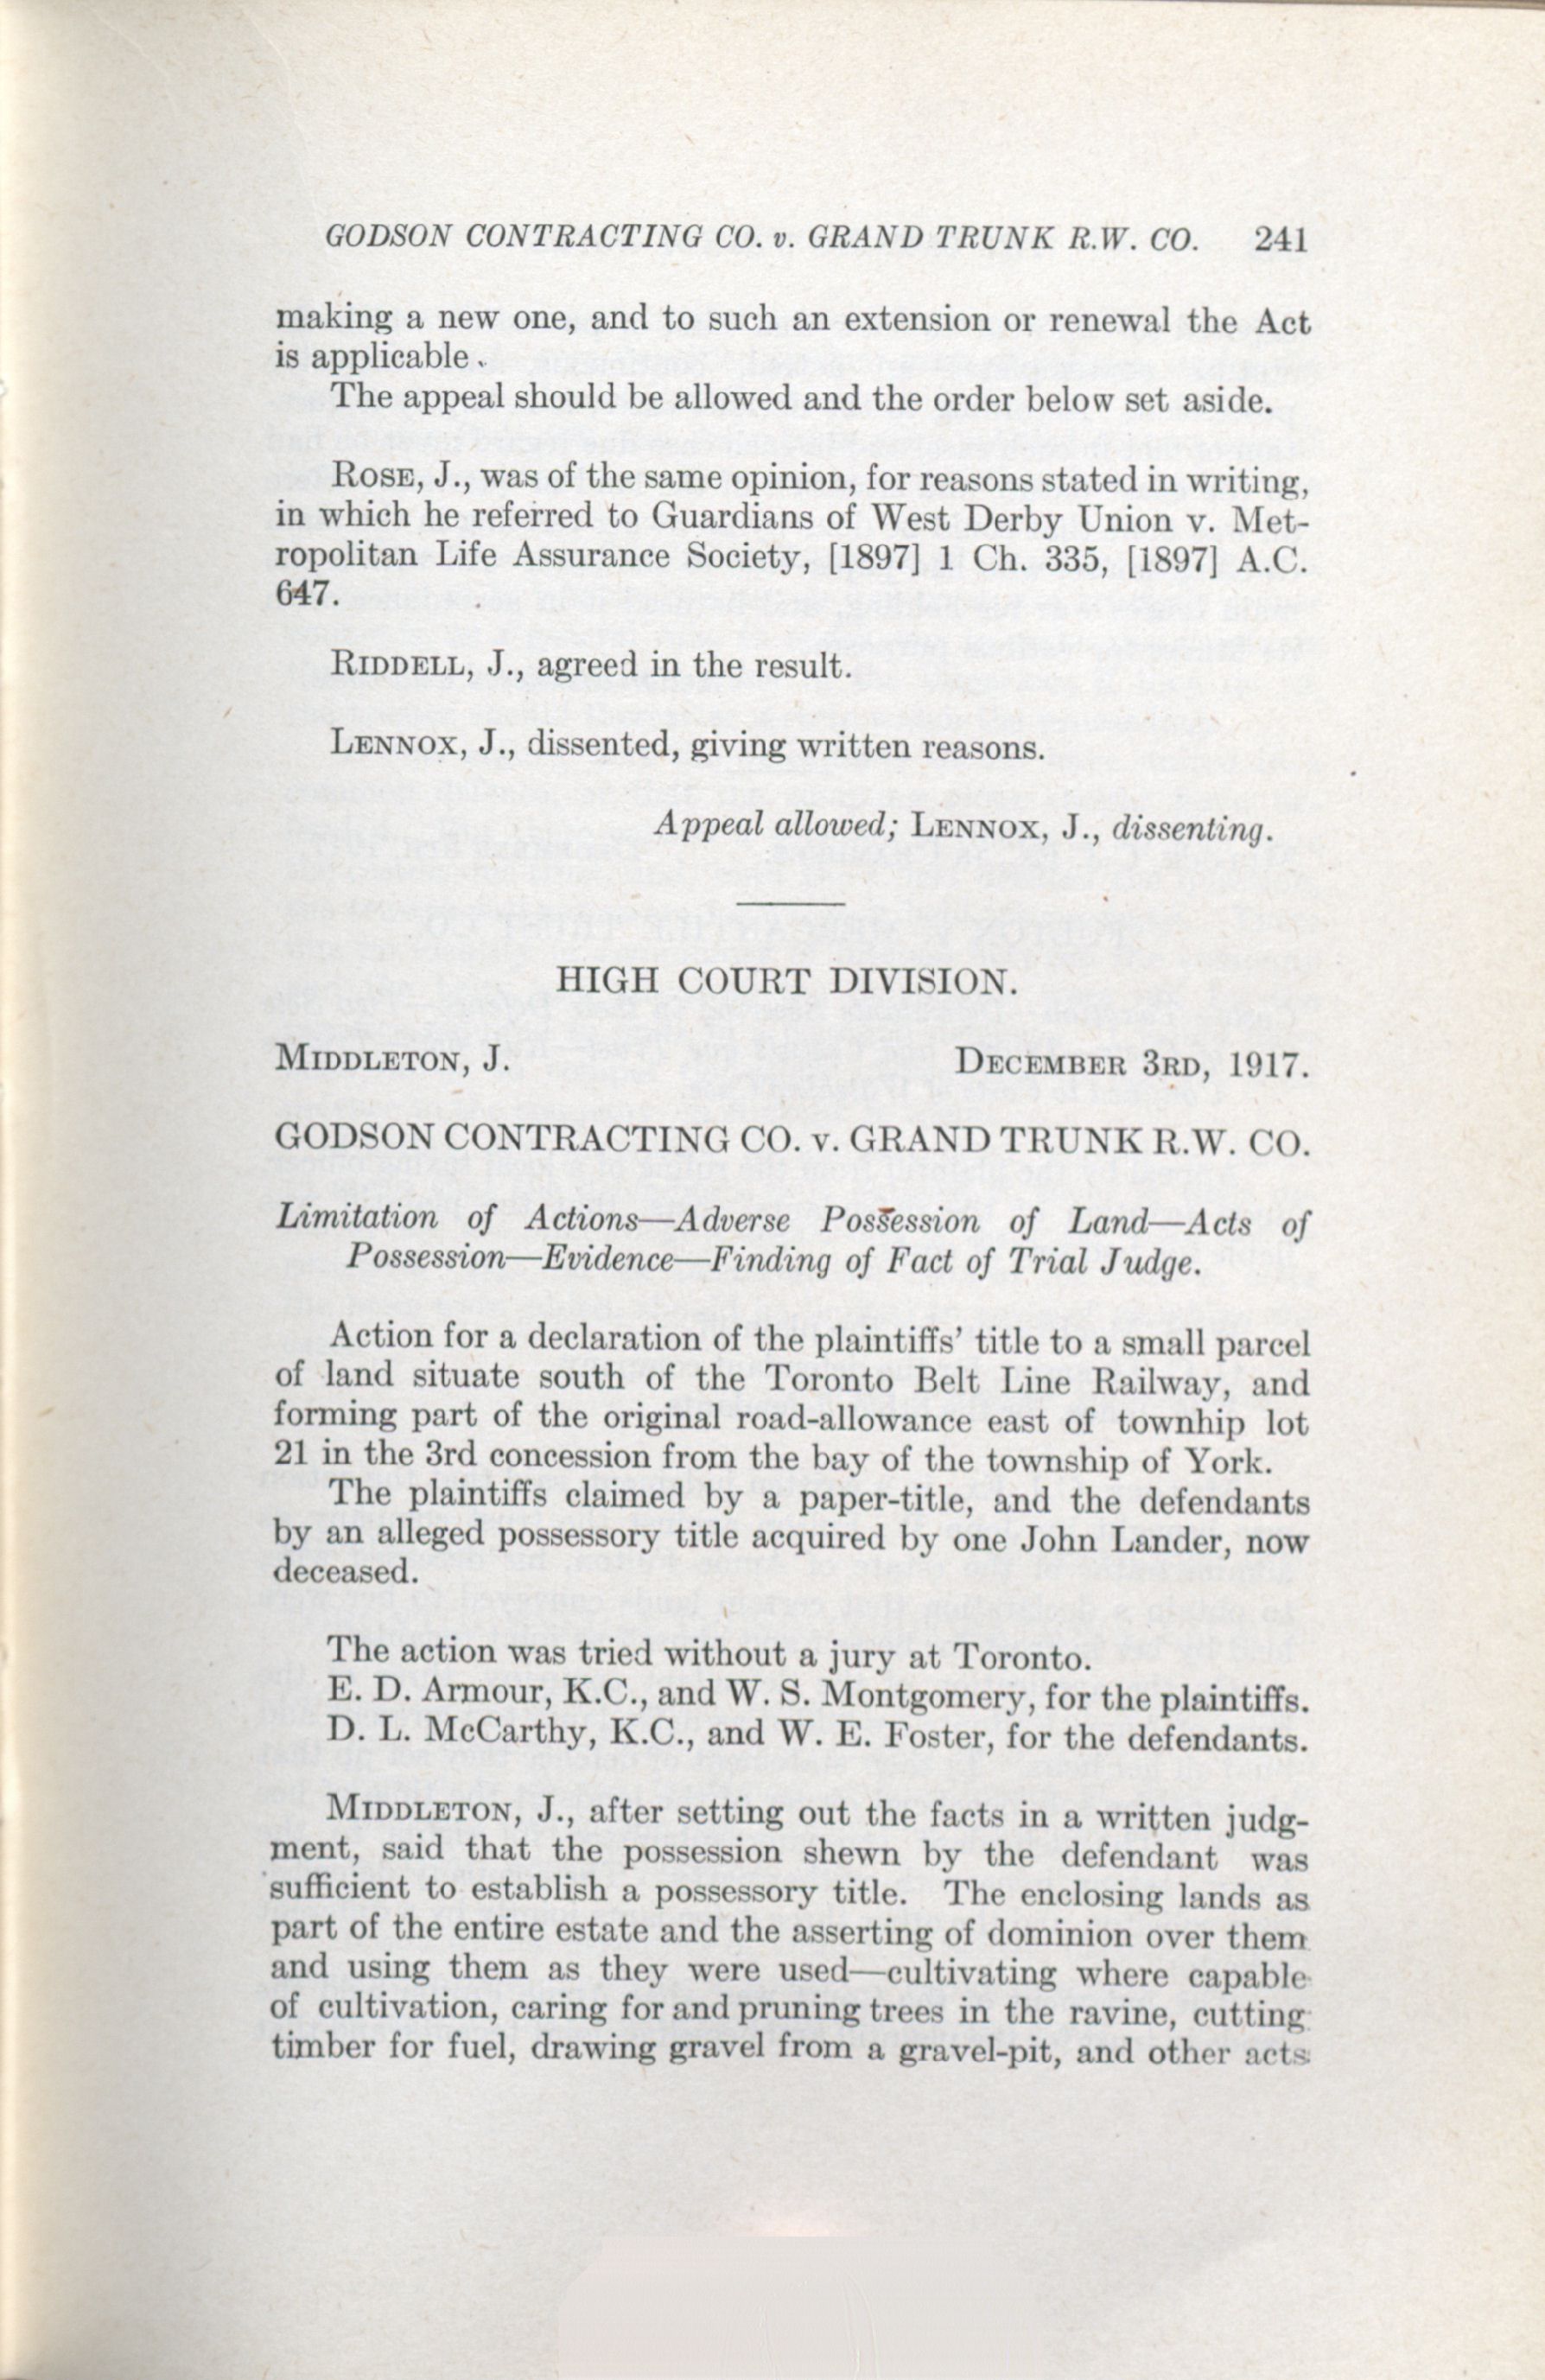 GODSON CONTRACTING CO. v. GRAND TRUNK R.W. CO. 241
making a new one, and to such an extension or renewal the Act
is applicable.
The appeal should be allowed and the order below set aside.
ROSE, J., was of the same opinion, for reasons stated in writing,
in which he referred to Guardians of West Derby Union v. Met-
ropolitan Life Assurance Society, [1897] 1 Ch. 335, [1897] A.C.
647.
RIDDELL, J., agreed in the result.
LENNOX, J., dissented, giving written reasons.
Appeal allowed; LENNOX, J., dissenting.
HIGH COURT DIVISION.
MIDDLETON, J. DECEMBER 3RD, 1917.
GODSON CONTRACTING CO. v. GRAND TRUNK R.W. CO.
Limitation of Actions—Adverse Possession of Land—Acts of
Possession—Evidence—Finding of Fact of Trial Judge.
Action for a declaration of the plaintiffs' title to a small parcel
of land situate south of the Toronto Belt Line Railway, and
forming part of the original road-allowance east of townhip lot
21 in the 3rd concession from the bay of the township of York.
The plaintiffs claimed by a paper-title, and the defendants
by an alleged possessory title acquired by one John Lander, now
deceased.
The action was tried without a jury at Toronto.
E. D. Armour, K.C., and W. S. Montgomery, for the plaintiffs.
D. L. McCarthy, K.C., and W. E. Foster, for the defendants.
MIDDLETON, J., after setting out the facts in a written judg-
ment, said that the possession shewn by the defendant was
sufficient to establish a possessory title. The enclosing lands as
part of the entire estate and the asserting of dominion over them
and using them as they were used—cultivating where capable
of cultivation, caring for and pruning trees in the ravine, cutting
timber for fuel, drawing gravel from a gravel-pit, and other acts